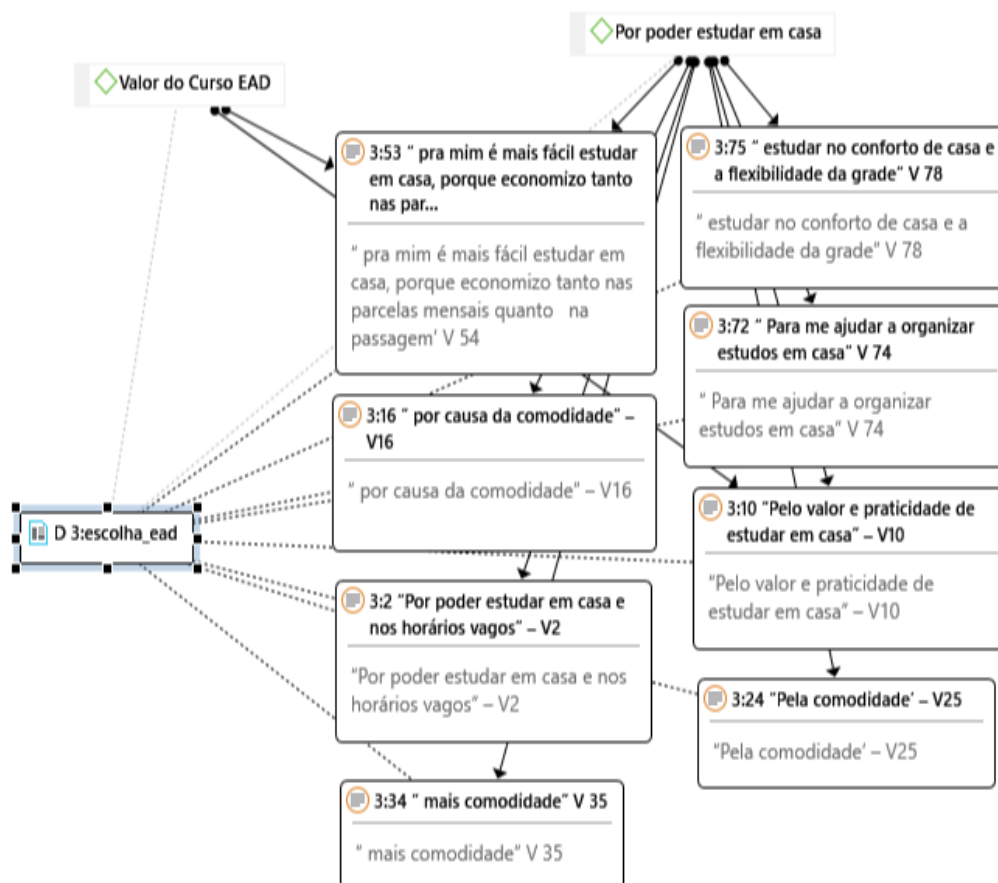 Por poder estudar em casa
Valor do Curso EAD
3:53 “ pra mim é mais fácil estudar
em casa, porque economizo tanto
nas par...
“ pra mim é mais fácil estudar em
casa, porque economizo tanto nas
parcelas mensais quanto na
passagem’ V 54
3:75 “ estudar no conforto de casa e
a flexibilidade da grade” V 78
“ estudar no conforto de casa e a
flexibilidade da grade” V 78
3:72 “ Para me ajudar a organizar
estudos em casa” V 74
“ Para me ajudar a organizar
estudos em casa” V 74
3:16 “ por causa da comodidade” –
V16
“ por causa da comodidade” – V16
D 3:escolha_ead
3:10 “Pelo valor e praticidade de
estudar em casa” – V10
“Pelo valor e praticidade de
estudar em casa” – V10
3:2 “Por poder estudar em casa e
nos horários vagos” – V2
“Por poder estudar em casa e nos
horários vagos” – V2
3:24 “Pela comodidade’ – V25
“Pela comodidade’ – V25
3:34 “ mais comodidade” V 35
“ mais comodidade” V 35